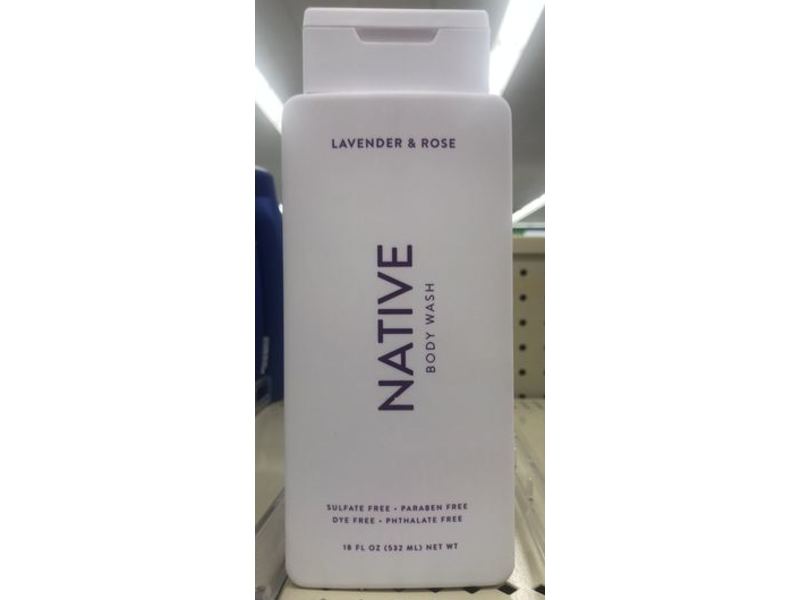 LAVENDER & ROSE
NATIVE
BODY WASH
SULFATE FREE • PARABEN FREE
DYE FREE • PHTHALATE FREE
18 FL OZ (532 ML) NET WT